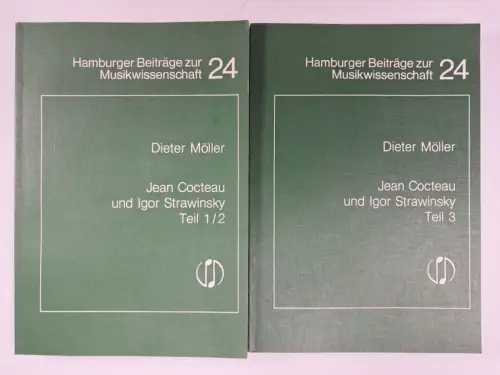 Hamburger Beiträge zur
Musikwissenschaft 24
Dieter Möller
Jean Cocteau
und Igor Strawinsky
Teil 1/2
Hamburger Beiträge zur
Musikwissenschaft 24
Dieter Möller
Jean Cocteau
und Igor Strawinsky
Teil 3